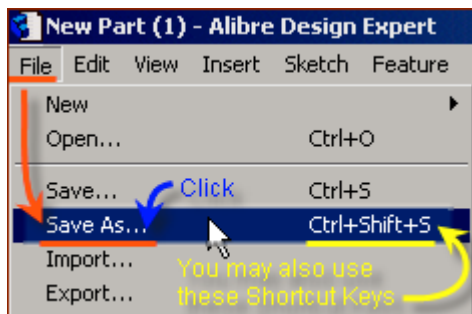 New Part (1) - Alibre Design Expert
File Edit View Insert Sketch Feature
New
Open... Ctrl+O
Save... Click Ctrl+S
Save As... Ctrl+Shift+S
Import... You may also use
Export... these Shortcut Keys